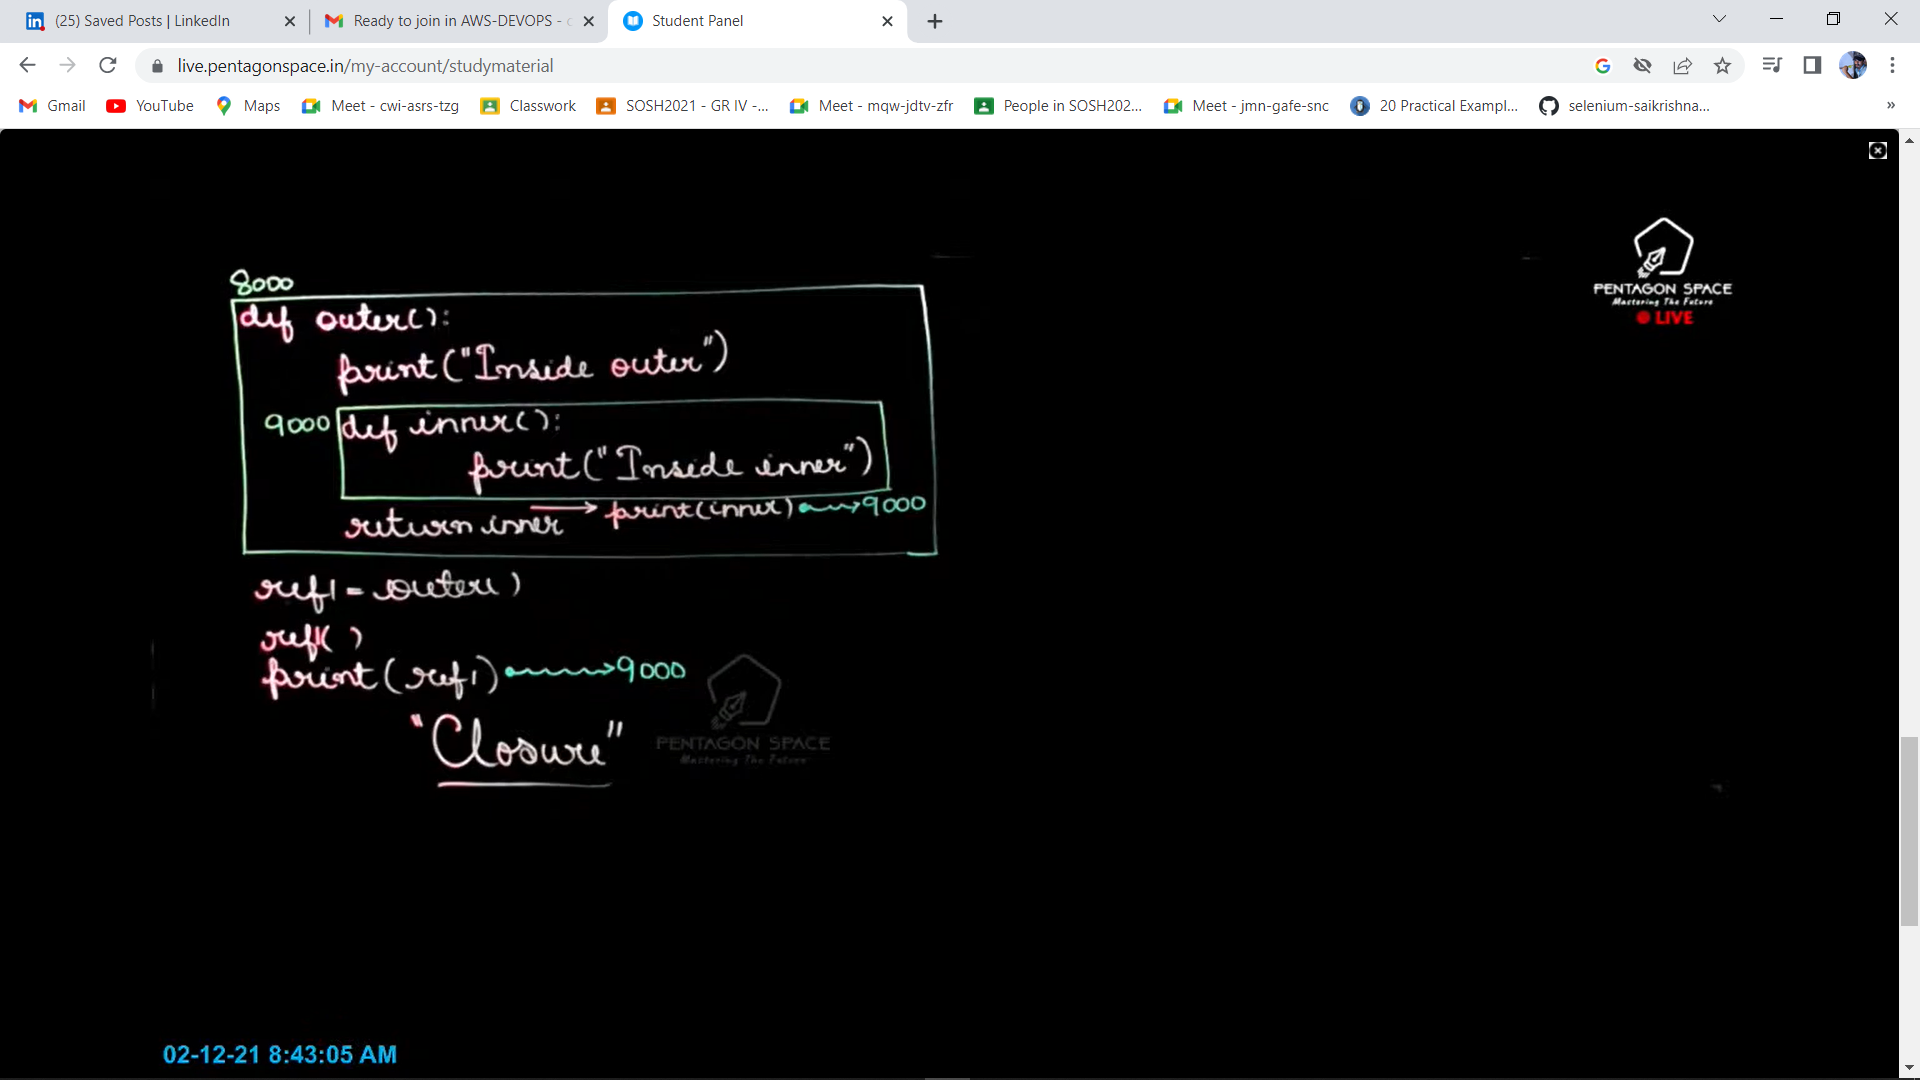 (25) Saved Posts | LinkedIn
Ready to join in AWS-DEVOPS -
Student Panel
live.pentagonspace.in/my-account/studymaterial
Gmail
YouTube
Maps
Meet - cwi-asrs-tzg
Classwork
SOSH2021 - GR IV -...
Meet - mqw-jdtv-zfr
People in SOSH202...
Meet - jmn-gafe-snc
20 Practical Exampl...
selenium-saikrishna...
»
PENTAGON SPACE
Mastering The Future
LIVE
8000
def outer():
print("Inside outer")
9000 def inner():
print("Inside inner")
return inner → print(inner) → 9000
ref1 = outer()
ref1( )
print(ref1) → 9000
"Closure"
PENTAGON SPACE
Mastering The Future
02-12-21 8:43:05 AM